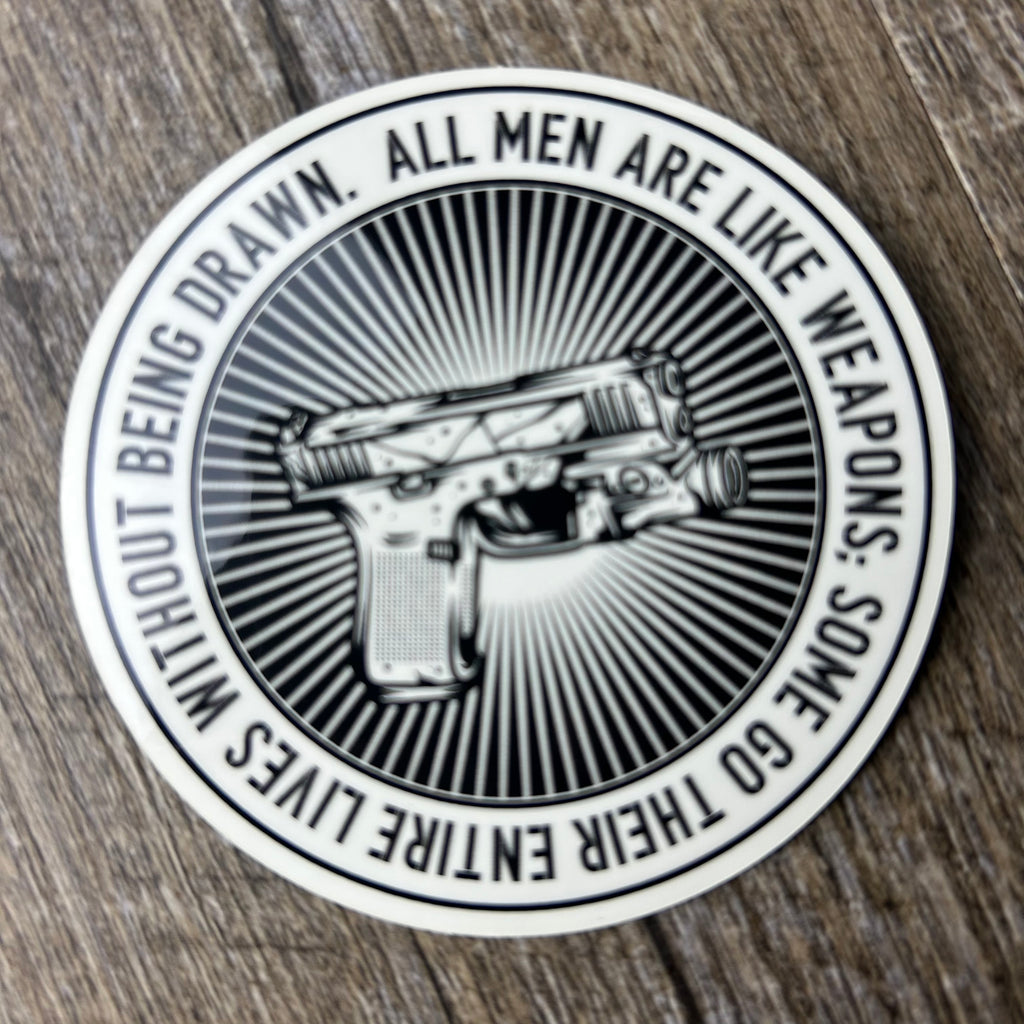 ALL MEN ARE LIKE WEAPONS; SOME GO THEIR ENTIRE LIVES WITHOUT BEING DRAWN.